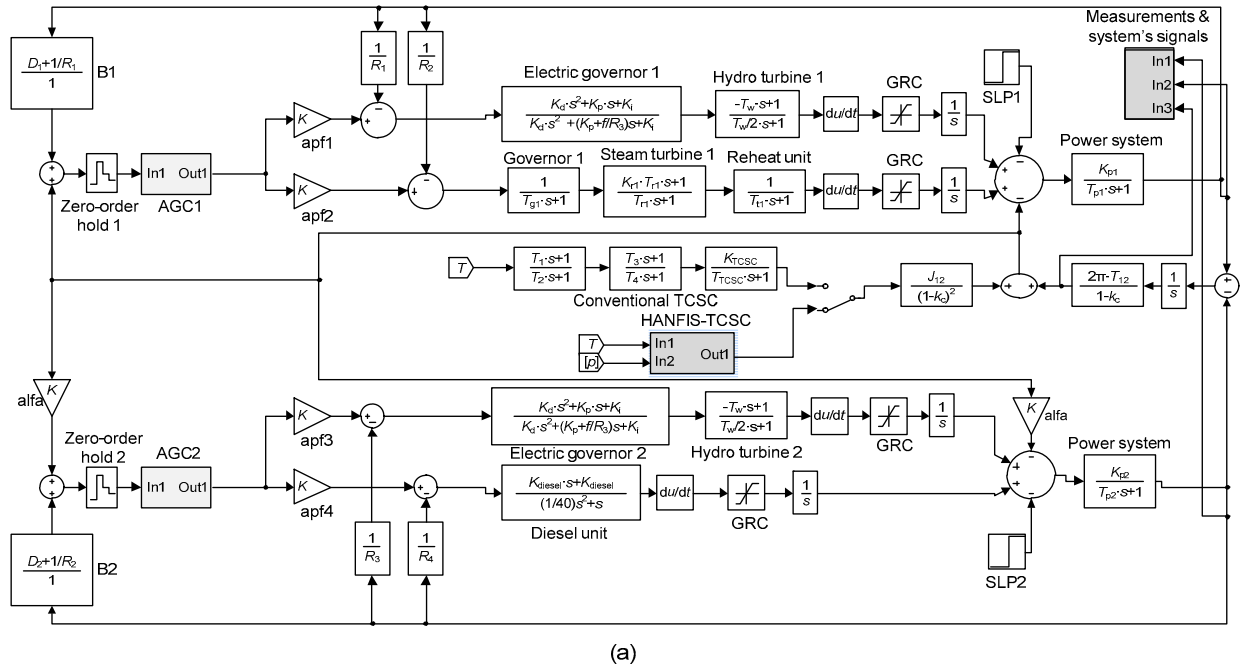 Measurements &
system's signals
In1
In2
In3
D1+1/R1
1
B1
1
R1
1
R2
Electric governor 1
Kd·s²+Kp·s+Ki
Kd·s² +(Kp+f/R3)s+Ki
Hydro turbine 1
-Tw·s+1
Tw/2·s+1
du/dt
GRC
1
s
SLP1
K
apf1
+
-
Zero-order
hold 1
In1 Out1
AGC1
K
apf2
+
-
Governor 1
1
Tg1·s+1
Steam turbine 1
Kr1·Tr1·s+1
Tr1·s+1
Reheat unit
1
Tt1·s+1
du/dt
GRC
1
s
Power system
Kp1
Tp1·s+1
T
T1·s+1
T2·s+1
T3·s+1
T4·s+1
KTCSC
TTCSC·s+1
Conventional TCSC
J12
(1-kc)²
2π·T12
1-kc
1
s
HANFIS-TCSC
T
[p]
In1
In2
Out1
K
alfa
K
alfa
Zero-order
hold 2
In1 Out1
AGC2
K
apf3
Kd·s²+Kp·s+Ki
Kd·s²+(Kp+f/R3)s+Ki
Electric governor 2
-Tw·s+1
Tw/2·s+1
Hydro turbine 2
du/dt
GRC
1
s
K
apf4
Kdiesel·s+Kdiesel
(1/40)s²+s
Diesel unit
du/dt
GRC
1
s
Power system
Kp2
Tp2·s+1
1
R3
1
R4
D2+1/R2
1
B2
SLP2
(a)